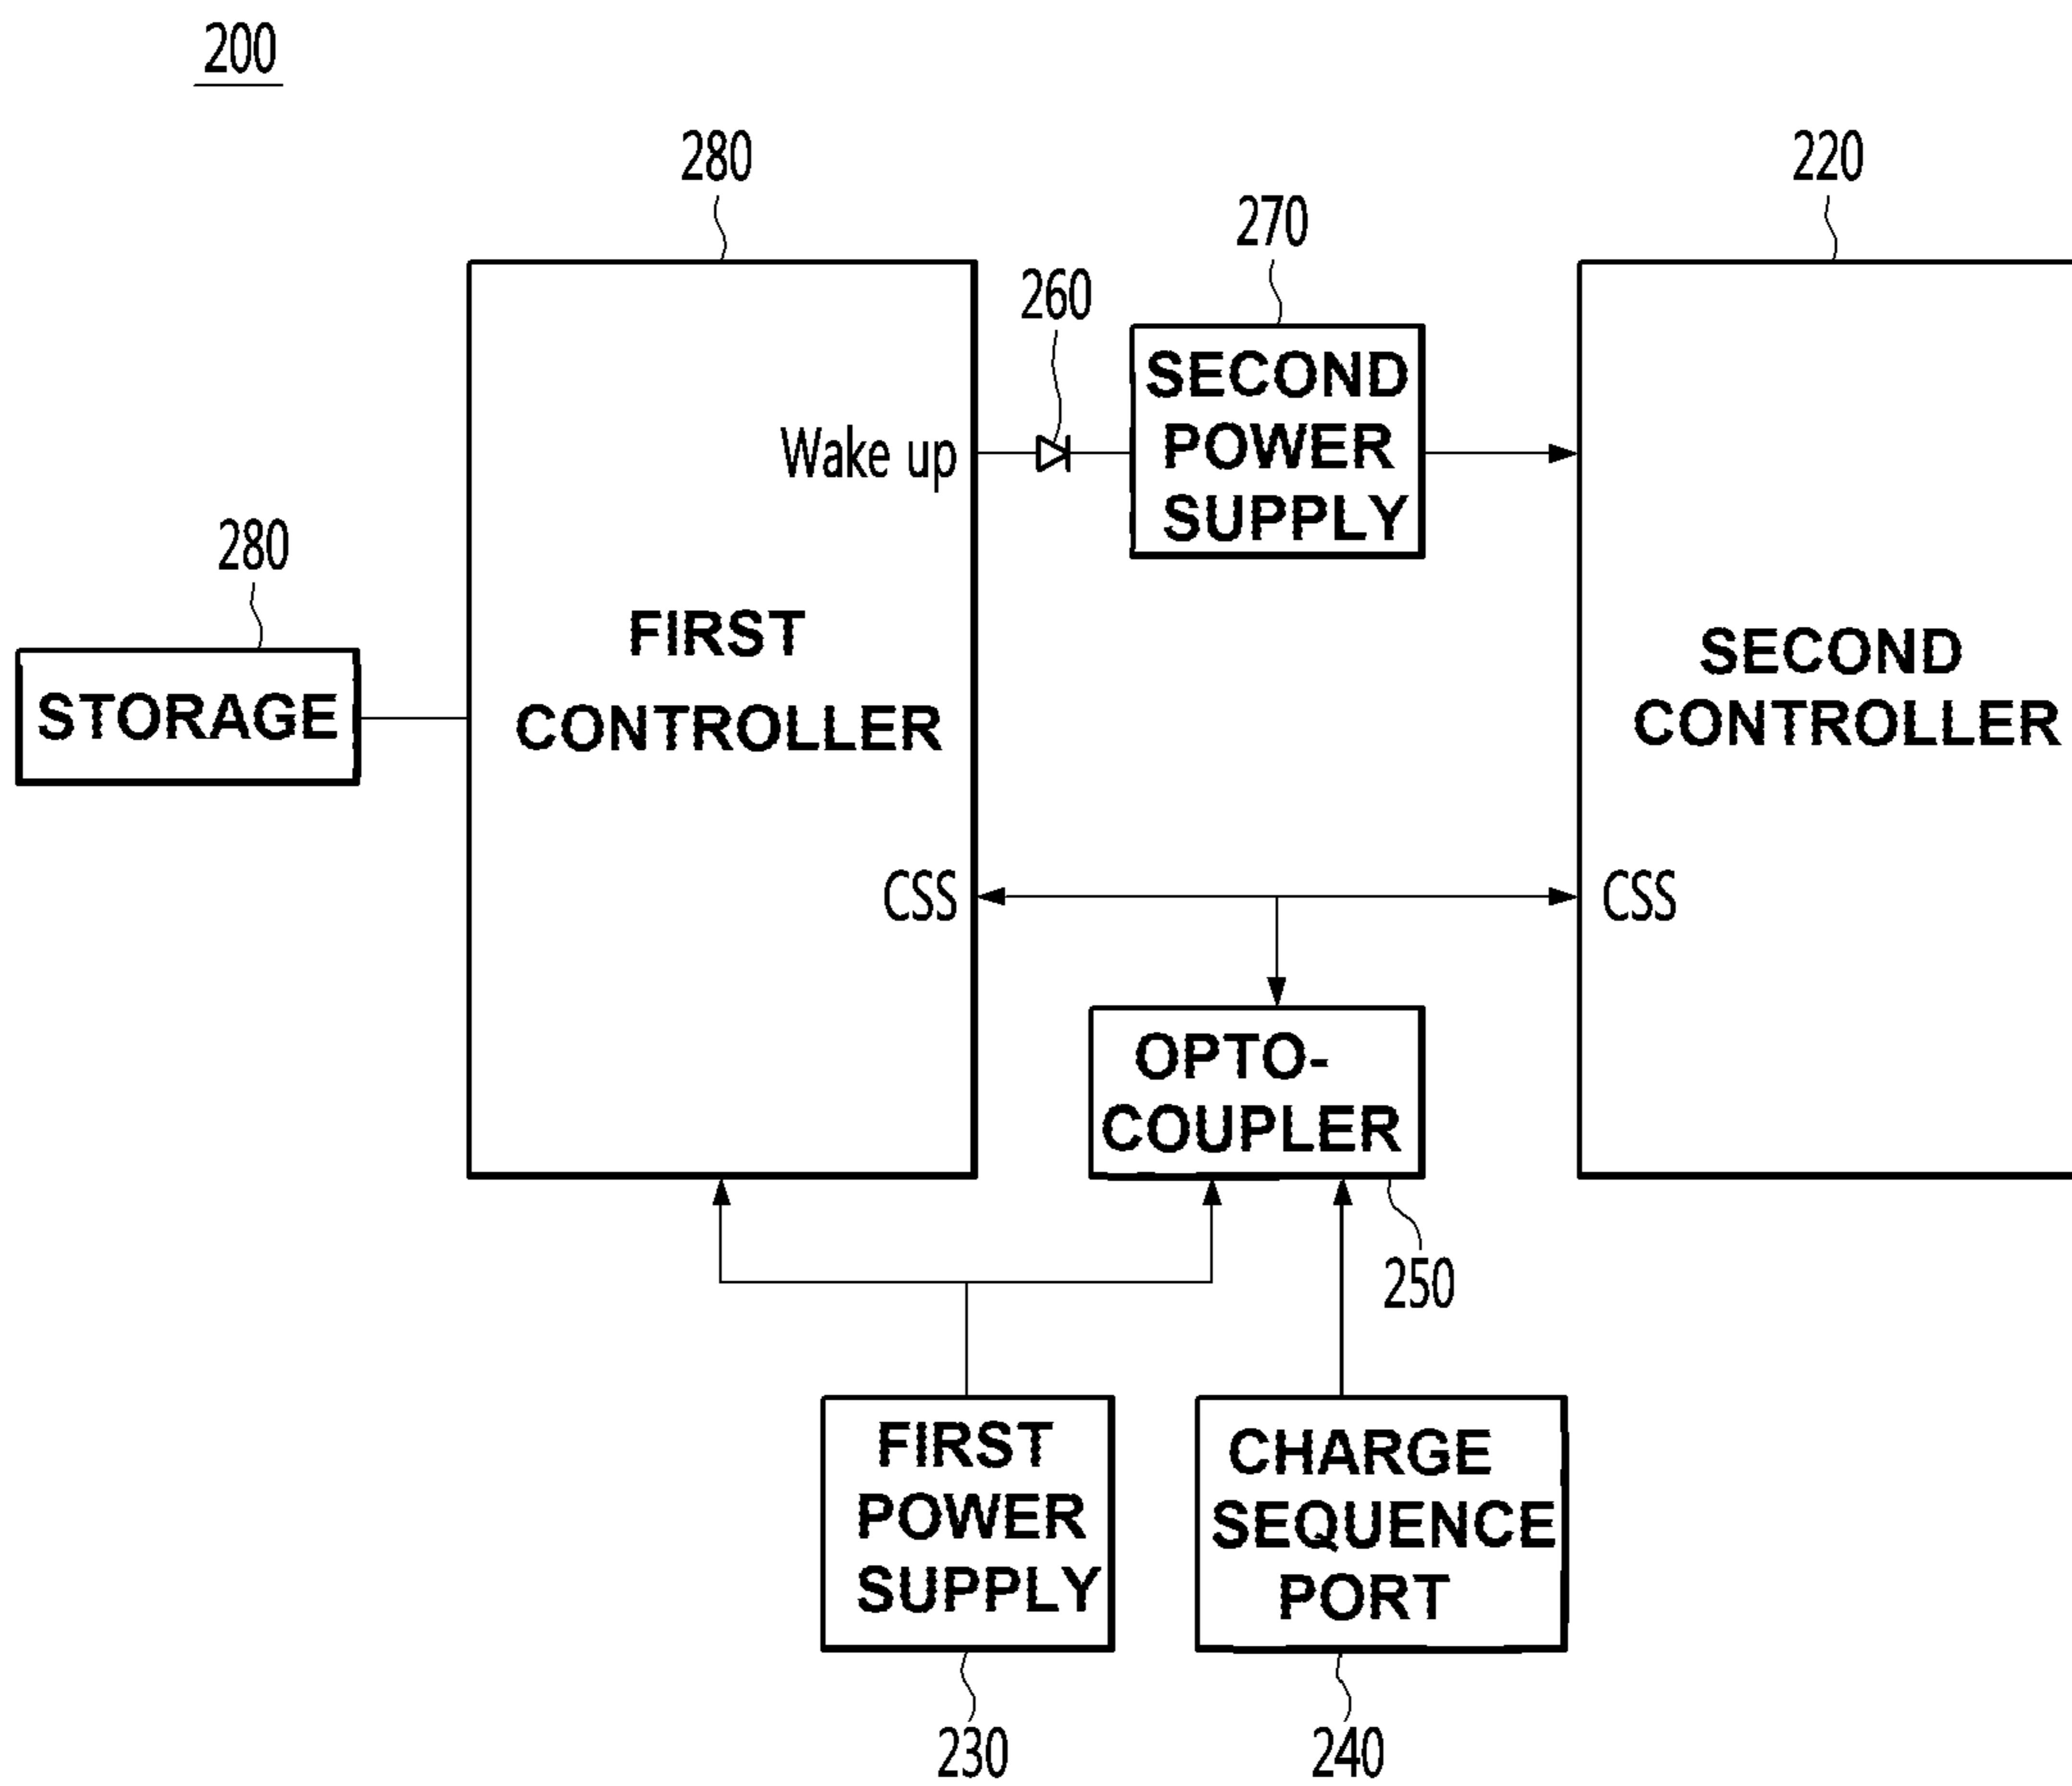 200
280
220
270
260
SECOND
POWER
SUPPLY
Wake up
280
STORAGE
FIRST
CONTROLLER
SECOND
CONTROLLER
CSS
CSS
OPTO-
COUPLER
250
FIRST
POWER
SUPPLY
CHARGE
SEQUENCE
PORT
230
240